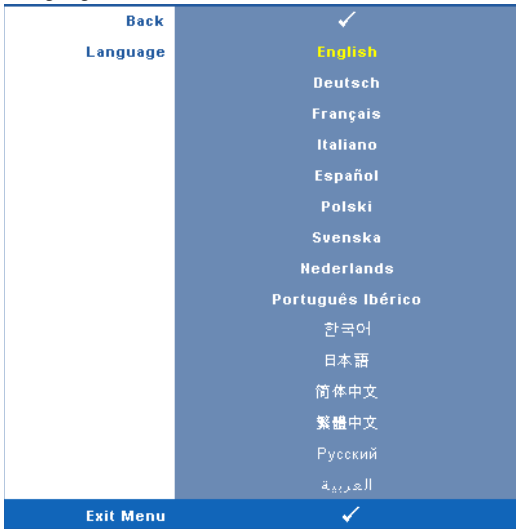 Back ✓
Language English
Deutsch
Français
Italiano
Español
Polski
Svenska
Nederlands
Português Ibérico
한국어
日本語
简体中文
繁體中文
Русский
العربية
Exit Menu ✓